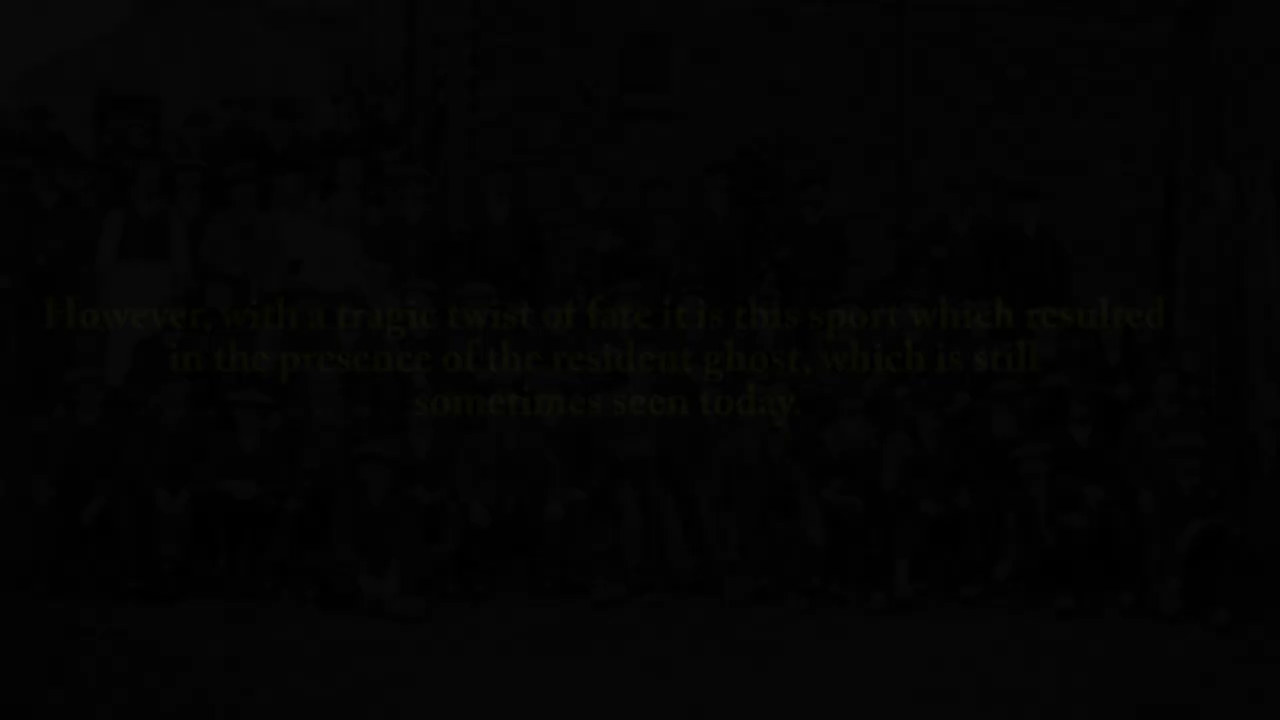 However, with a tragic twist of fate it is this sport which resulted
in the presence of the resident ghost, which is still
sometimes seen today.